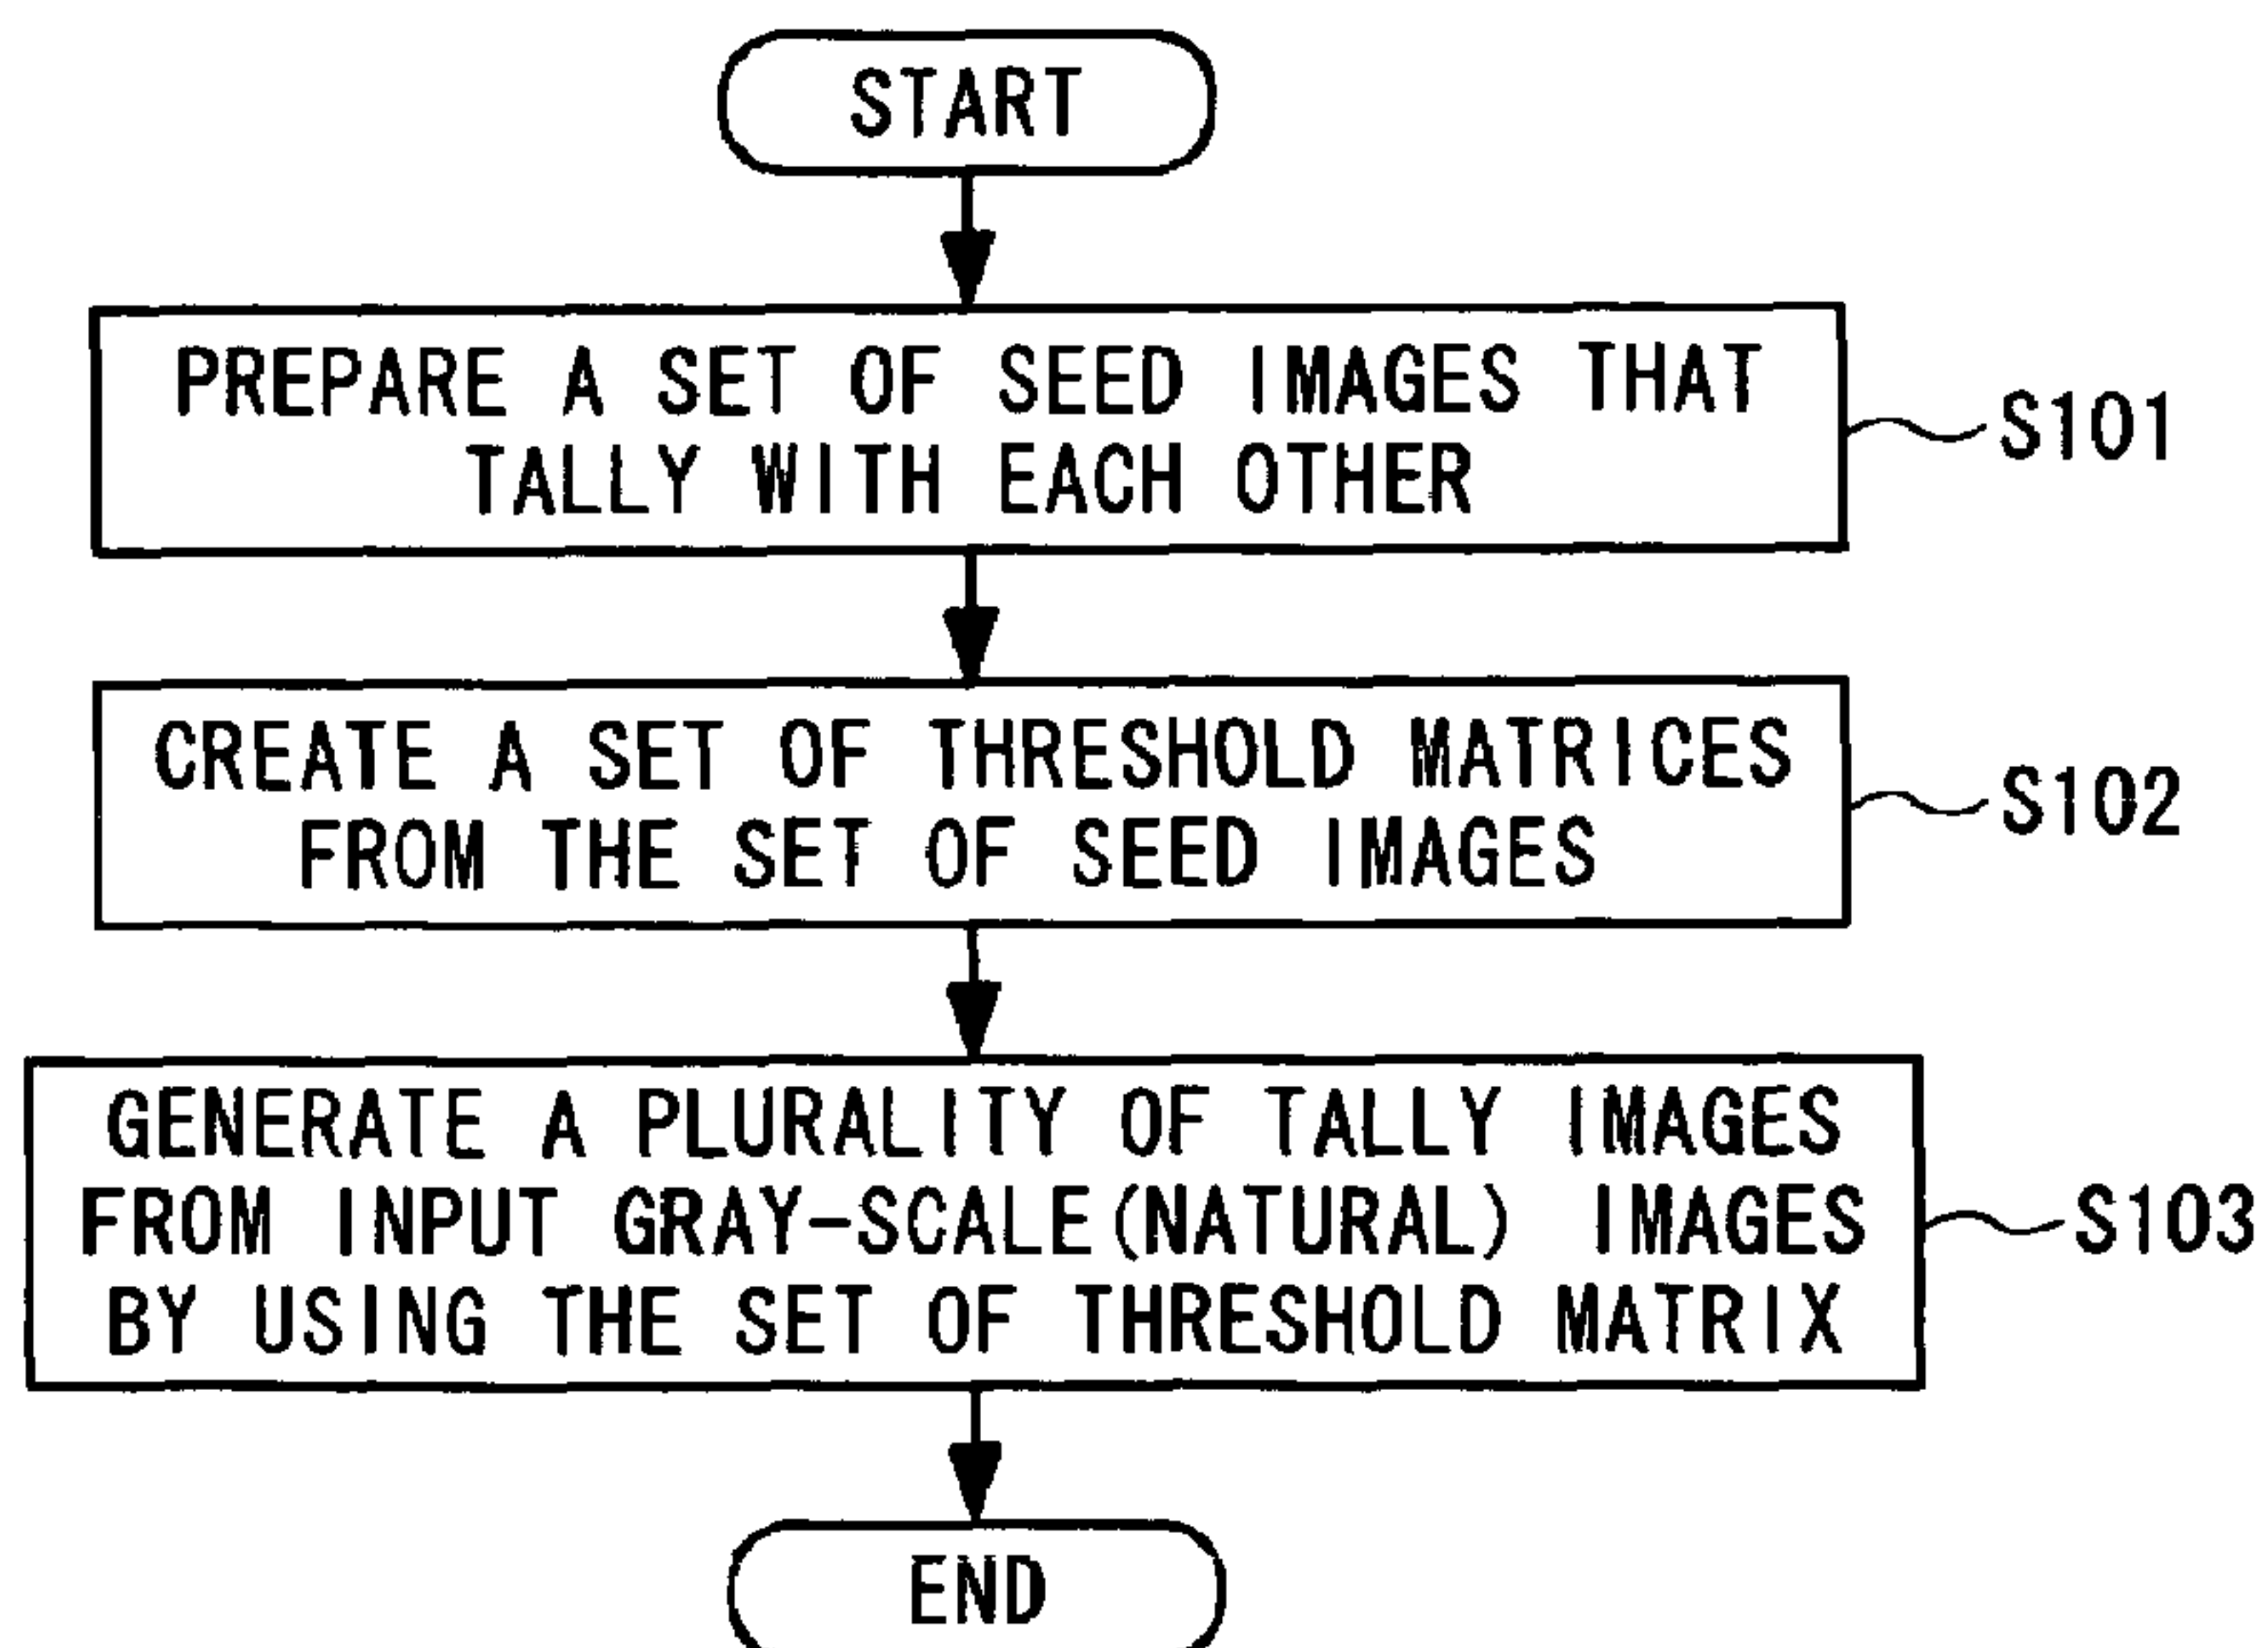 START
PREPARE A SET OF SEED IMAGES THAT
TALLY WITH EACH OTHER
S101
CREATE A SET OF THRESHOLD MATRICES
FROM THE SET OF SEED IMAGES
S102
GENERATE A PLURALITY OF TALLY IMAGES
FROM INPUT GRAY-SCALE(NATURAL) IMAGES
BY USING THE SET OF THRESHOLD MATRIX
S103
END